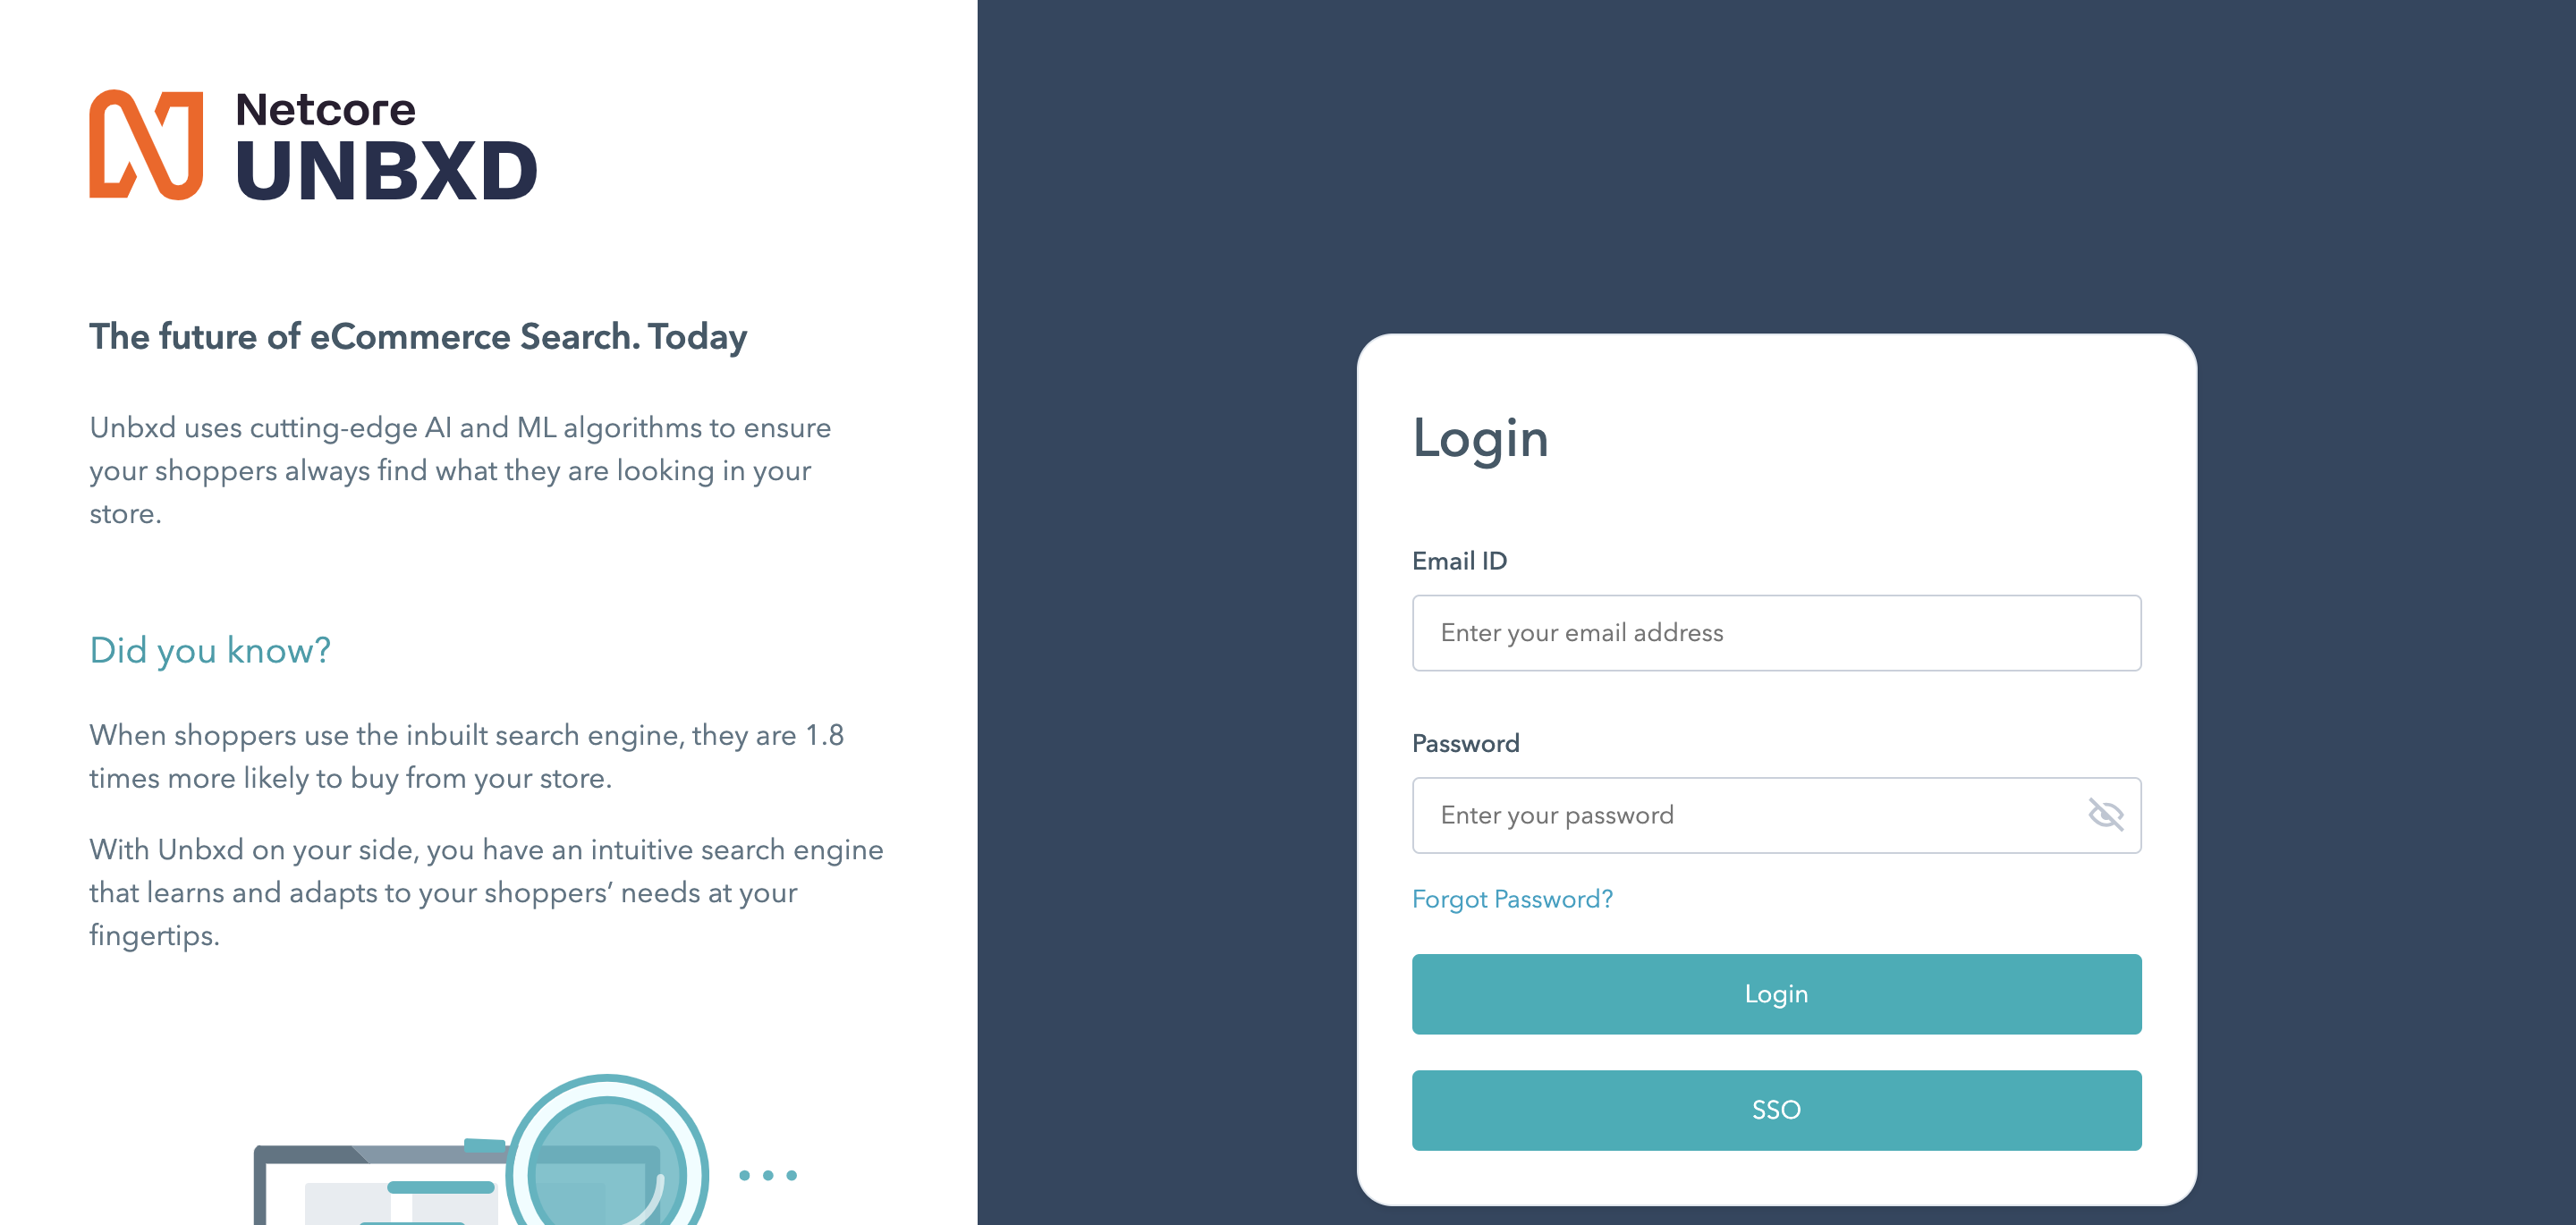 Netcore
UNBXD
The future of eCommerce Search. Today
Unbxd uses cutting-edge AI and ML algorithms to ensure
your shoppers always find what they are looking in your
store.
Did you know?
When shoppers use the inbuilt search engine, they are 1.8
times more likely to buy from your store.
With Unbxd on your side, you have an intuitive search engine
that learns and adapts to your shoppers’ needs at your
fingertips.
Login
Email ID
Enter your email address
Password
Enter your password
Forgot Password?
Login
SSO